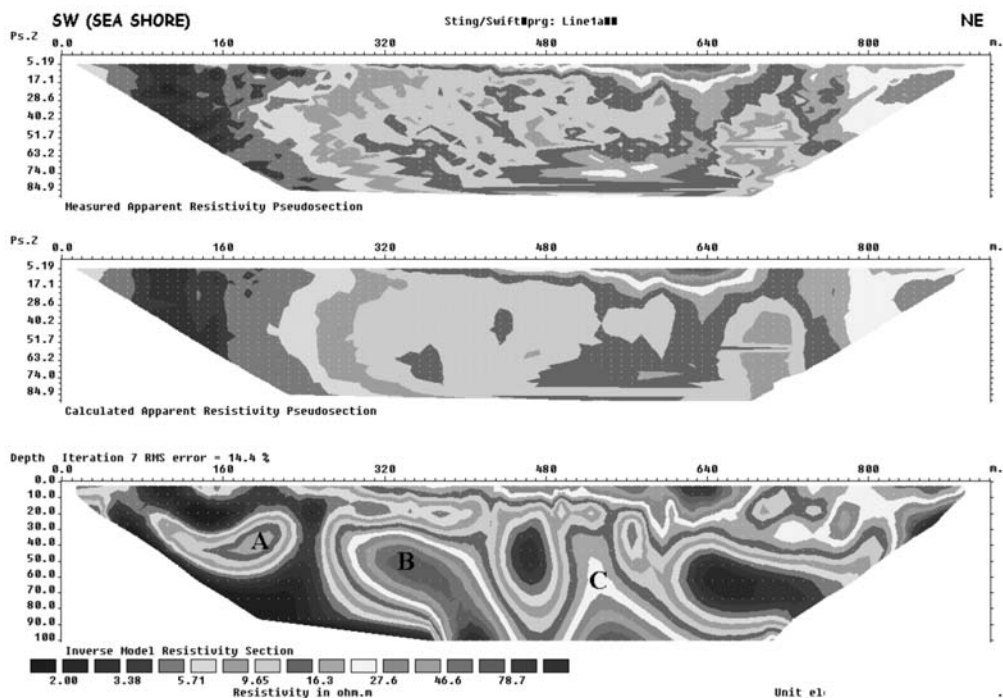 SW (SEA SHORE) Sting/Swift prg: Line1a NE
Ps.Z 0.0 160 320 480 640 800 m.
5.19
17.1
28.6
40.2
51.7
63.2
74.0
84.9
Measured Apparent Resistivity Pseudosection
Ps.Z 0.0 160 320 480 640 800 m.
5.19
17.1
28.6
40.2
51.7
63.2
74.0
84.9
Calculated Apparent Resistivity Pseudosection
Depth Iteration 7 RMS error = 14.4 %
0.0 160 320 480 640 800 m.
0.0
10.0
20.0
30.0
40.0
50.0
60.0
70.0
80.0
90.0
100
A
B
C
Inverse Model Resistivity Section
2.00 3.38 5.71 9.65 16.3 27.6 46.6 78.7
Resistivity in ohm.m Unit el